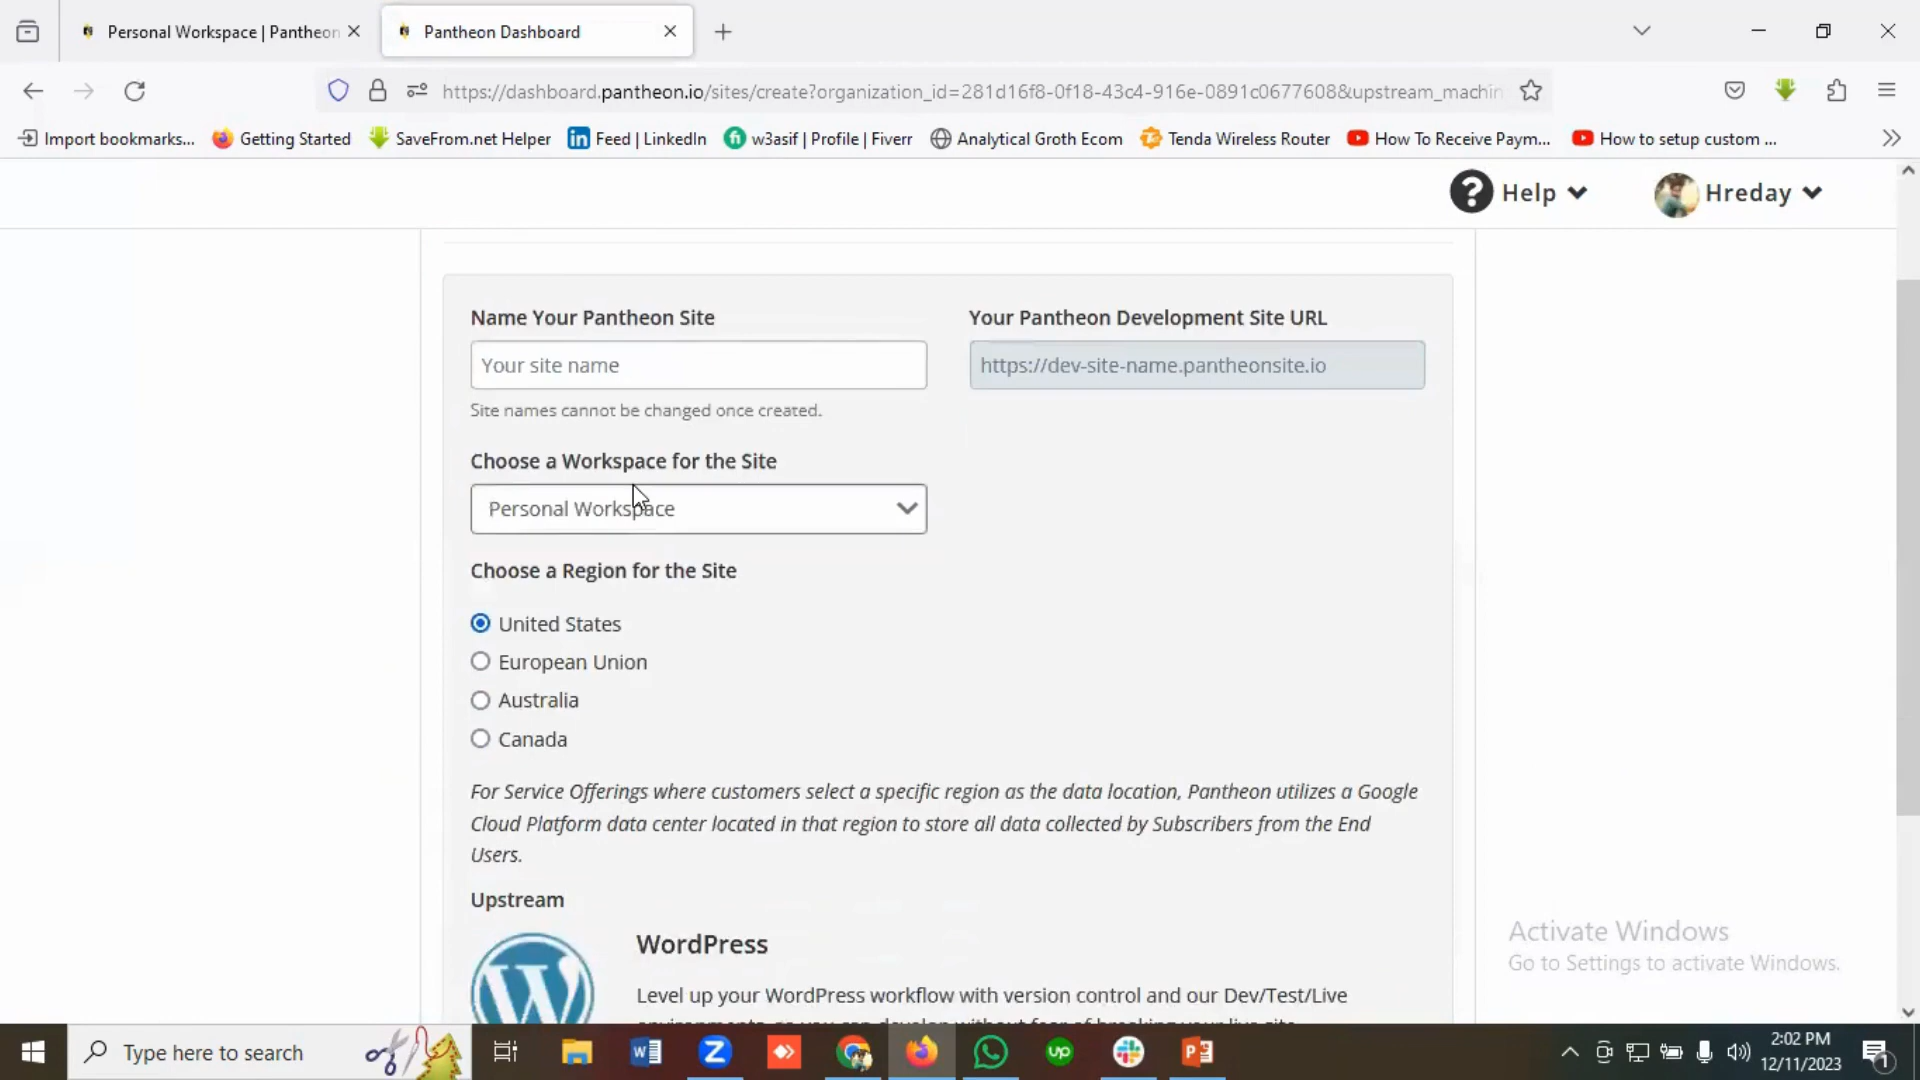 Personal Workspace | Pantheon
Pantheon Dashboard
https://dashboard.pantheon.io/sites/create?organization_id=281d16f8-0f18-43c4-916e-0891c0677608&upstream_machin
Import bookmarks...
Getting Started
SaveFrom.net Helper
Feed | LinkedIn
w3asif | Profile | Fiverr
Analytical Groth Ecom
Tenda Wireless Router
How To Receive Paym...
How to setup custom ...
Help
Hreday
Name Your Pantheon Site
Your Pantheon Development Site URL
Your site name
https://dev-site-name.pantheonsite.io
Site names cannot be changed once created.
Choose a Workspace for the Site
Personal Workspace
Choose a Region for the Site
United States
European Union
Australia
Canada
For Service Offerings where customers select a specific region as the data location, Pantheon utilizes a Google
Cloud Platform data center located in that region to store all data collected by Subscribers from the End
Users.
Upstream
WordPress
Level up your WordPress workflow with version control and our Dev/Test/Live
Activate Windows
Go to Settings to activate Windows.
Type here to search
2:02 PM
12/11/2023